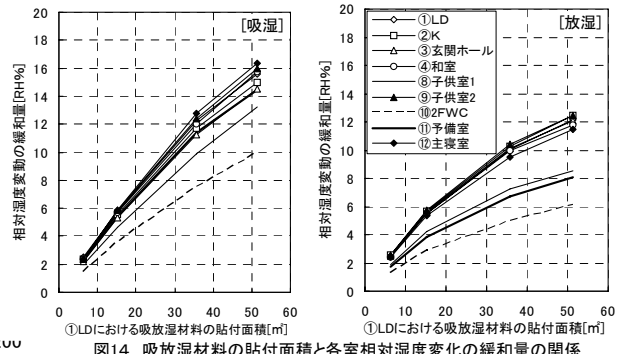 [吸湿]
相対湿度変動の緩和量[RH%]
20
18
16
14
12
10
8
6
4
2
0
0 10 20 30 40 50 60
①LDにおける吸放湿材料の貼付面積[㎡]
[放湿]
①LD
②K
③玄関ホール
④和室
⑧子供室1
⑨子供室2
⑩2FWC
⑪予備室
⑫主寝室
相対湿度変動の緩和量[RH%]
20
18
16
14
12
10
8
6
4
2
0
0 10 20 30 40 50 60
①LDにおける吸放湿材料の貼付面積[㎡]
図14 吸放湿材料の貼付面積と各室相対湿度変化の緩和量の関係